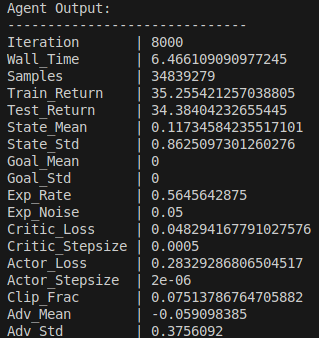 Agent Output:
------------------------------
Iteration | 8000
Wall_Time | 6.466109090977245
Samples | 34839279
Train_Return | 35.255421257038805
Test_Return | 34.38404232655445
State_Mean | 0.11734584235517101
State_Std | 0.8625097301260276
Goal_Mean | 0
Goal_Std | 0
Exp_Rate | 0.5645642875
Exp_Noise | 0.05
Critic_Loss | 0.048294167791027576
Critic_Stepsize | 0.0005
Actor_Loss | 0.28329286806504517
Actor_Stepsize | 2e-06
Clip_Frac | 0.07513786764705882
Adv_Mean | -0.059098385
Adv_Std | 0.3756092